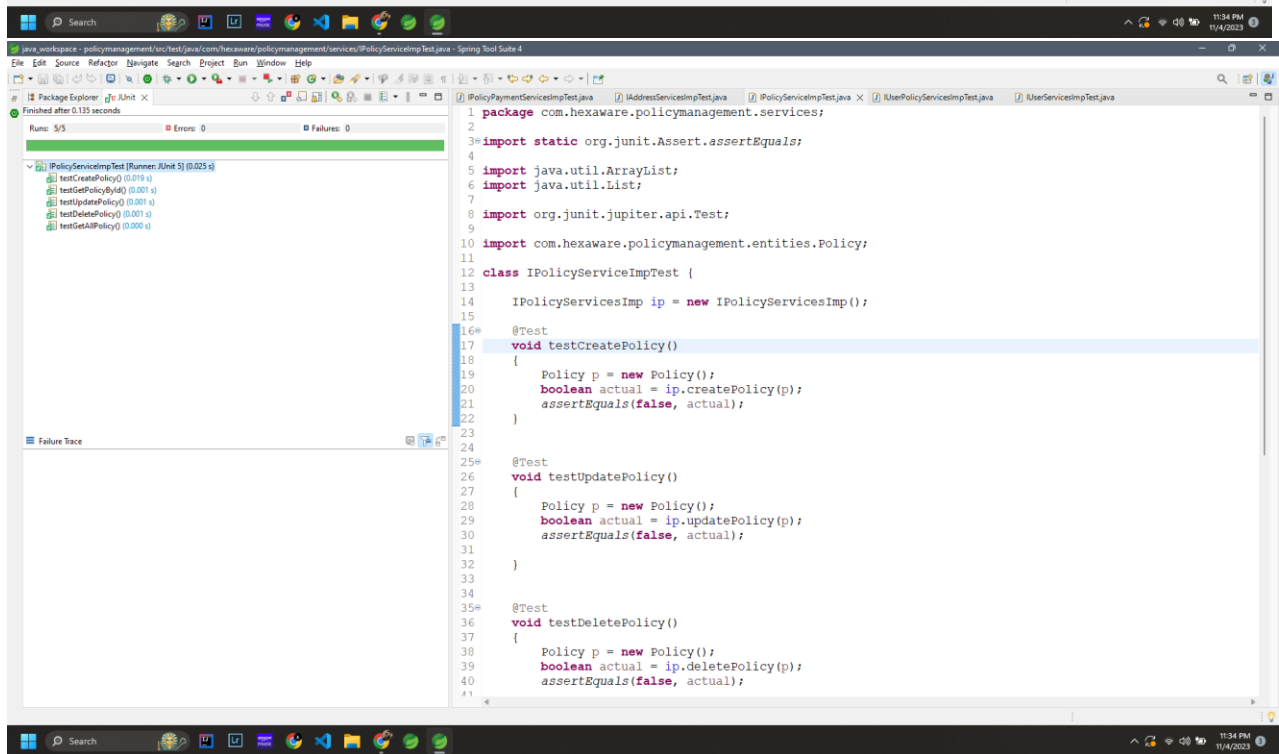 Search
11:34 PM
11/4/2023
java_workspace - policymanagement/src/test/java/com/hexaware/policymanagement/services/IPolicyServiceImpTest.java - Spring Tool Suite 4
File Edit Source Refactor Navigate Search Project Run Window Help
Package Explorer JUnit
IPolicyPaymentServicesImpTest.java IAddressServicesImpTest.java IPolicyServiceImpTest.java IUserPolicyServicesImpTest.java IUserServicesImpTest.java
Finished after 0.135 seconds
Runs: 5/5 Errors: 0 Failures: 0
IPolicyServiceImpTest [Runner: JUnit 5] (0.025 s)
testCreatePolicy() (0.019 s)
testGetPolicyById() (0.001 s)
testUpdatePolicy() (0.001 s)
testDeletePolicy() (0.001 s)
testGetAllPolicy() (0.000 s)
Failure Trace
1 package com.hexaware.policymanagement.services;
2
3 import static org.junit.Assert.assertEquals;
4
5 import java.util.ArrayList;
6 import java.util.List;
7
8 import org.junit.jupiter.api.Test;
9
10 import com.hexaware.policymanagement.entities.Policy;
11
12 class IPolicyServiceImpTest {
13
14 IPolicyServicesImp ip = new IPolicyServicesImp();
15
16 @Test
17 void testCreatePolicy()
18 {
19 Policy p = new Policy();
20 boolean actual = ip.createPolicy(p);
21 assertEquals(false, actual);
22 }
23
24
25 @Test
26 void testUpdatePolicy()
27 {
28 Policy p = new Policy();
29 boolean actual = ip.updatePolicy(p);
30 assertEquals(false, actual);
31
32 }
33
34
35 @Test
36 void testDeletePolicy()
37 {
38 Policy p = new Policy();
39 boolean actual = ip.deletePolicy(p);
40 assertEquals(false, actual);
41
Search
11:34 PM
11/4/2023